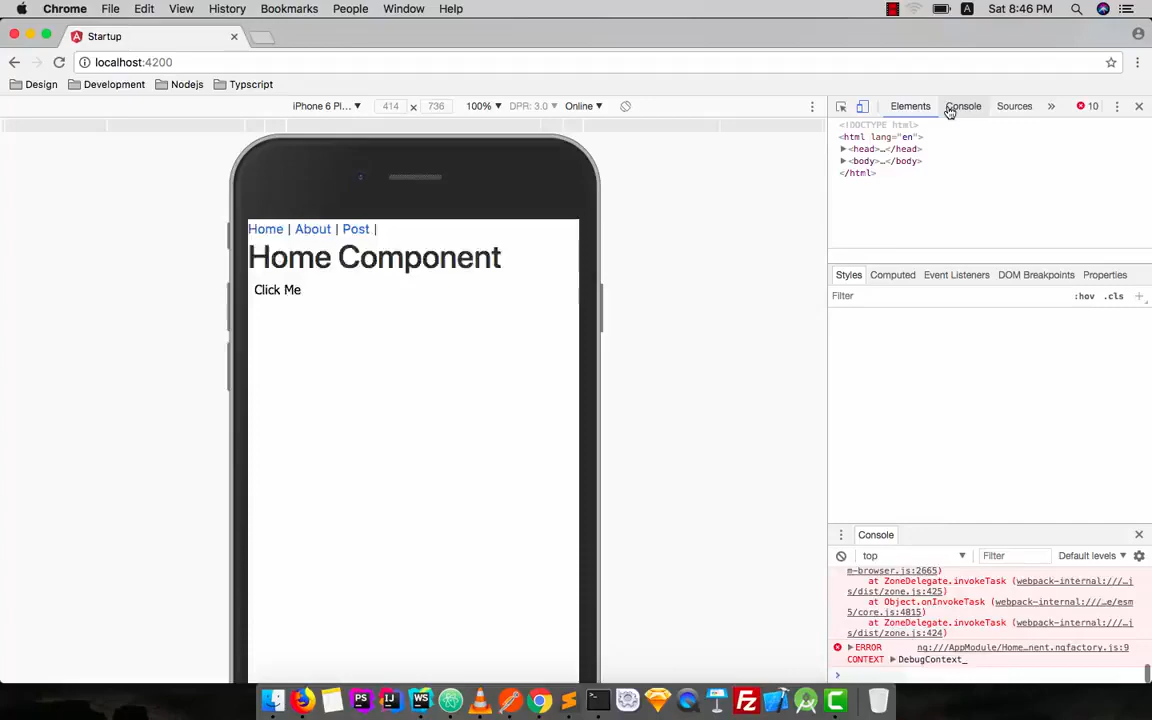 Chrome File Edit View History Bookmarks People Window Help A Sat 8:46 PM
Startup
localhost:4200
Design Development Nodejs Typscript
iPhone 6 Pl... ▼ 414 × 736 100% ▼ DPR: 3.0 ▼ Online ▼ Elements Console Sources » 10
<!DOCTYPE html>
<html lang="en">
▶<head>…</head>
▶<body>…</body>
</html>
Home | About | Post |
Home Component
Click Me
Styles Computed Event Listeners DOM Breakpoints Properties
Filter :hov .cls +
Console
top ▼ Filter Default levels ▼
m-browser.js:2665)
at ZoneDelegate.invokeTask (webpack-internal:///…j
s/dist/zone.js:425)
at Object.onInvokeTask (webpack-internal:///…e/esm
5/core.js:4815)
at ZoneDelegate.invokeTask (webpack-internal:///…j
s/dist/zone.js:424)
▶ERROR ng:///AppModule/Home…nent.ngfactory.js:9
CONTEXT ▶DebugContext_
>
PS IJ WS FZ C